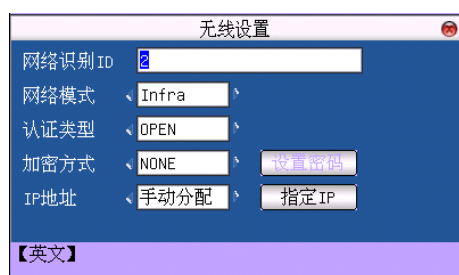 无线设置
网络识别ID 2
网络模式 Infra
认证类型 OPEN
加密方式 NONE 设置密码
IP地址 手动分配 指定IP
【英文】